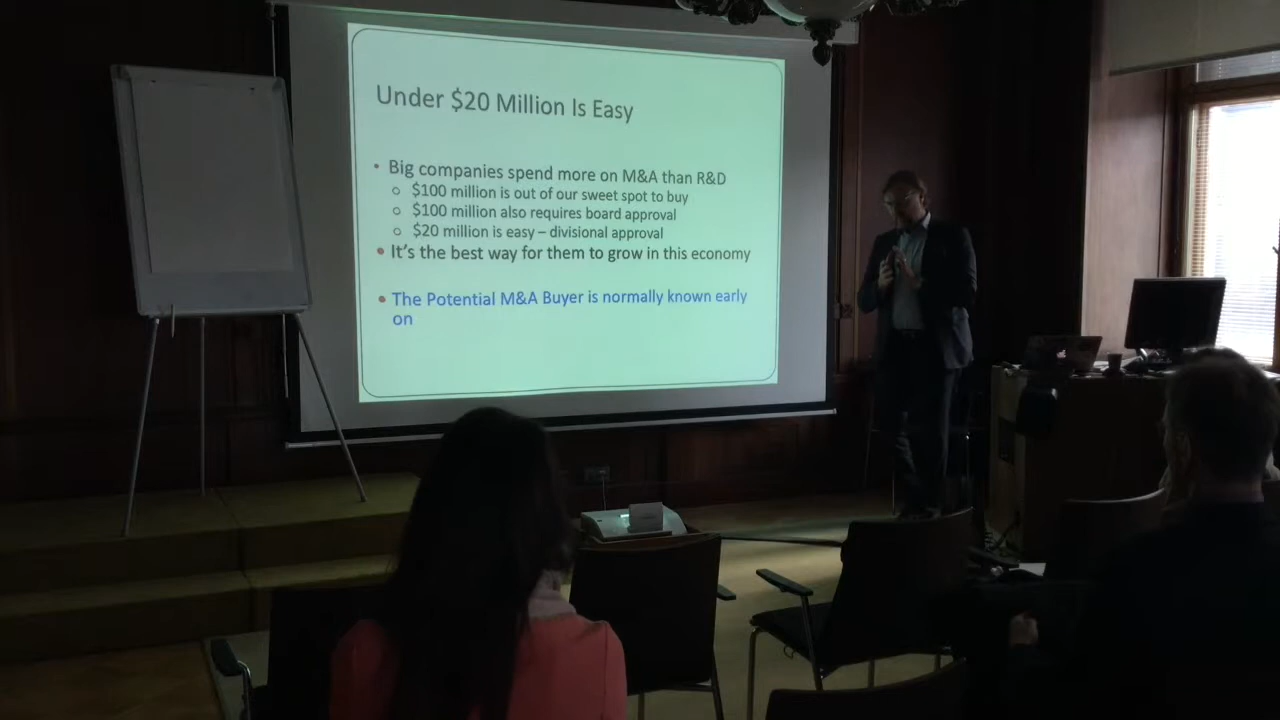 Under $20 Million Is Easy
• Big companies spend more on M&A than R&D
o $100 million is out of our sweet spot to buy
o $100 million also requires board approval
o $20 million is easy – divisional approval
• It's the best way for them to grow in this economy
• The Potential M&A Buyer is normally known early
on